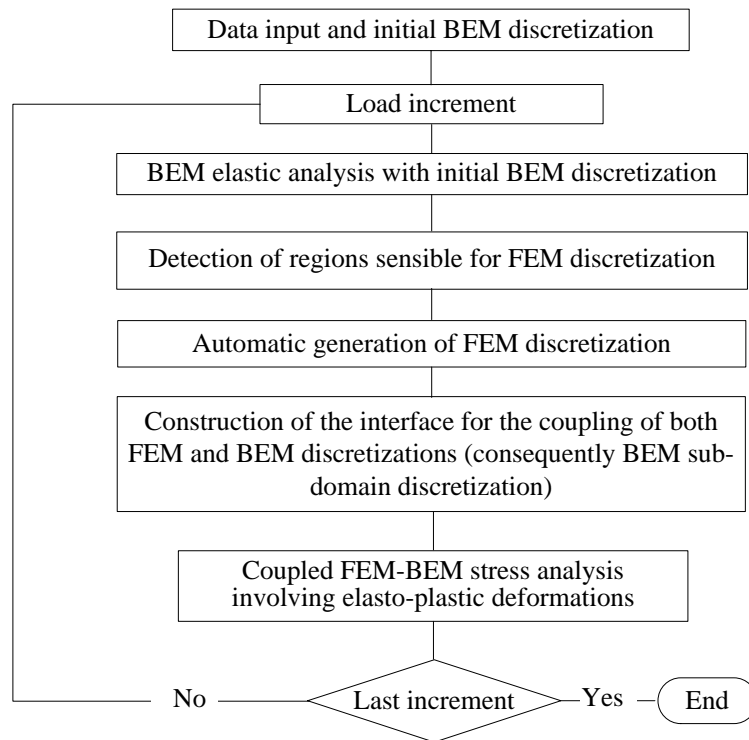 Data input and initial BEM discretization
Load increment
BEM elastic analysis with initial BEM discretization
Detection of regions sensible for FEM discretization
Automatic generation of FEM discretization
Construction of the interface for the coupling of both
FEM and BEM discretizations (consequently BEM sub-
domain discretization)
Coupled FEM-BEM stress analysis
involving elasto-plastic deformations
No
Last increment
Yes
End